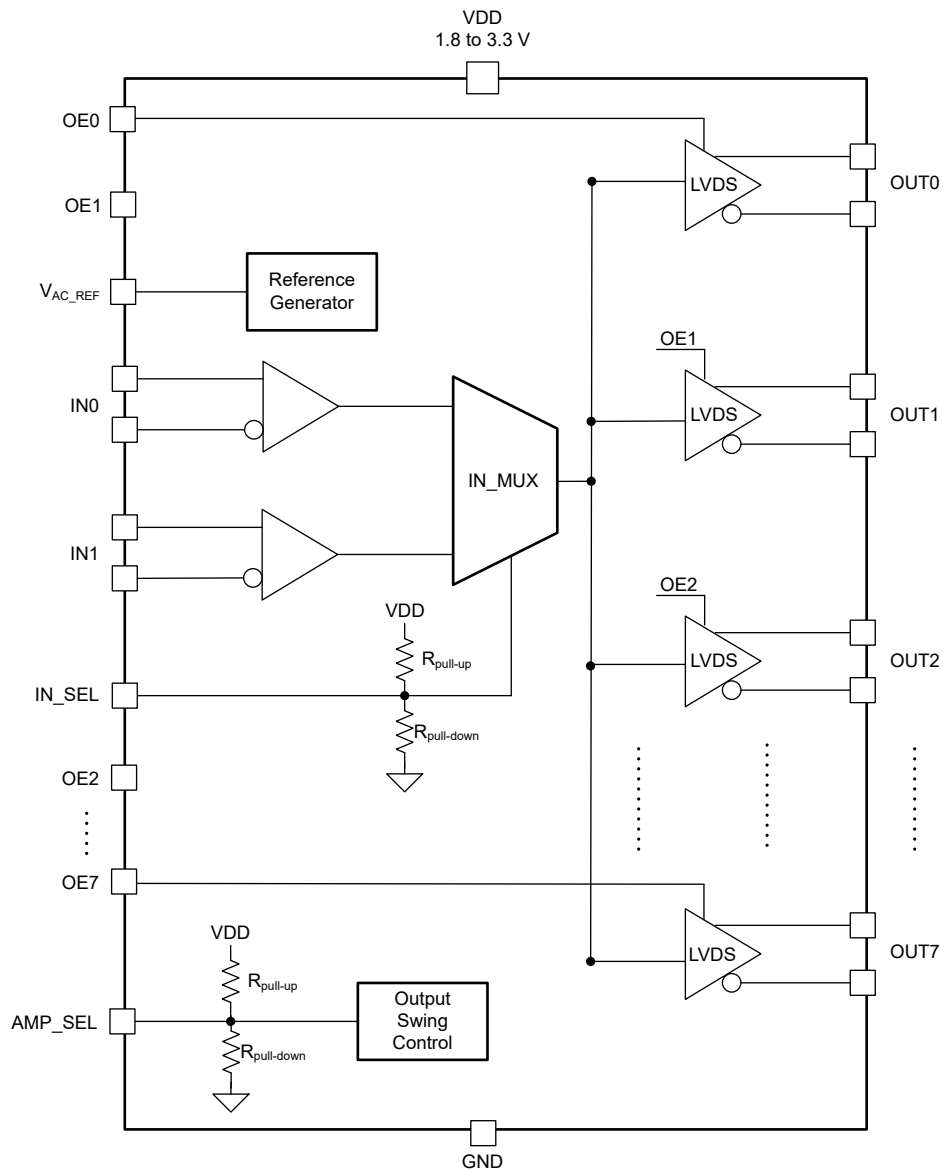 VDD
1.8 to 3.3 V
OE0
LVDS
OUT0
OE1
VAC_REF
Reference
Generator
OE1
IN0
LVDS
OUT1
IN_MUX
IN1
OE2
VDD
LVDS
OUT2
Rpull-up
IN_SEL
Rpull-down
OE2
OE7
VDD
LVDS
OUT7
Rpull-up
Output
Swing
Control
AMP_SEL
Rpull-down
GND